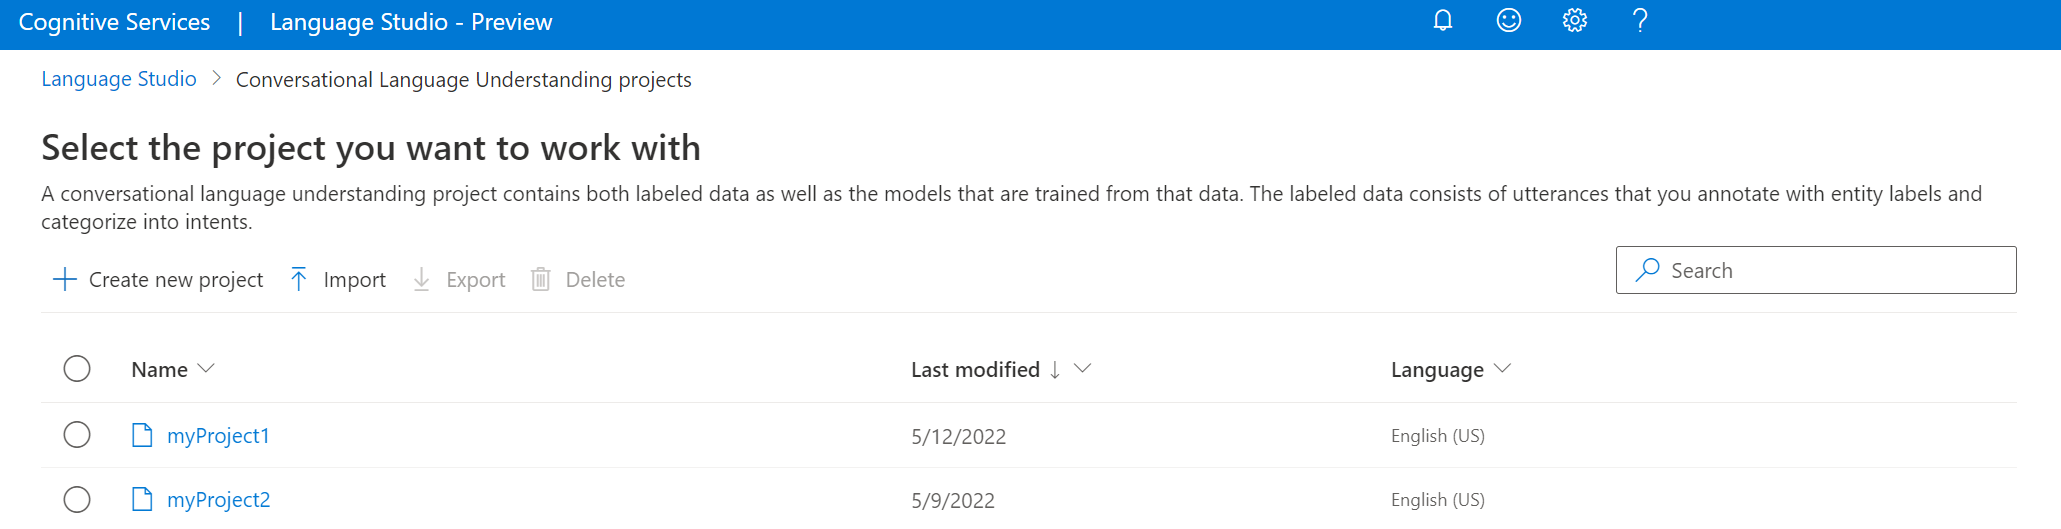 Cognitive Services | Language Studio - Preview
Language Studio > Conversational Language Understanding projects
Select the project you want to work with
A conversational language understanding project contains both labeled data as well as the models that are trained from that data. The labeled data consists of utterances that you annotate with entity labels and
categorize into intents.
Create new project Import Export Delete Search
Name Last modified Language
myProject1 5/12/2022 English (US)
myProject2 5/9/2022 English (US)